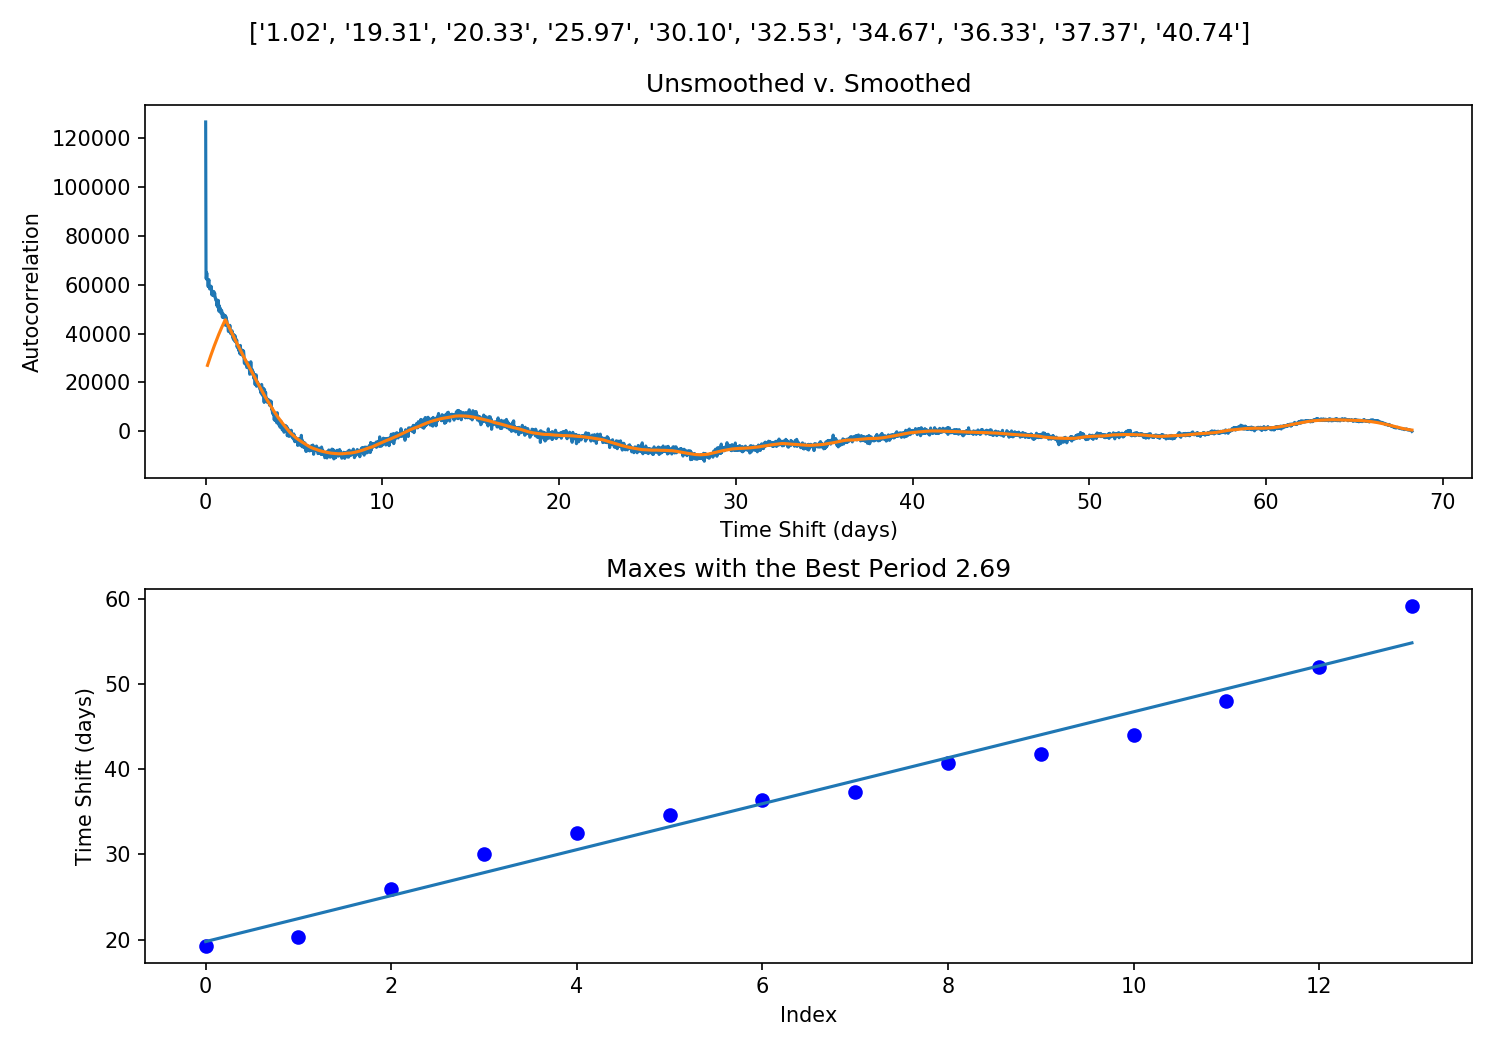 ['1.02', '19.31', '20.33', '25.97', '30.10', '32.53', '34.67', '36.33', '37.37', '40.74']
Unsmoothed v. Smoothed
120000
100000
80000
60000
40000
20000
0
Autocorrelation
0 10 20 30 40 50 60 70
Time Shift (days)
Maxes with the Best Period 2.69
60
50
40
30
20
Time Shift (days)
0 2 4 6 8 10 12
Index